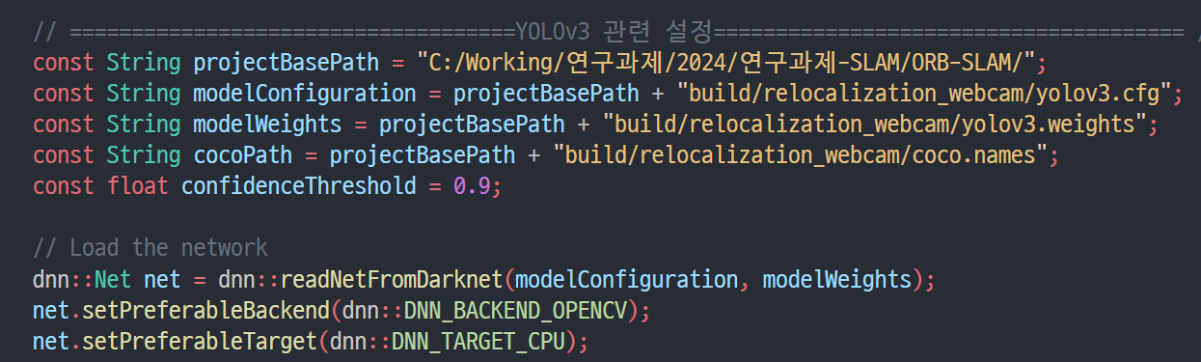 // ====================================YOLOv3 관련 설정====================================== /
const String projectBasePath = "C:/Working/연구과제/2024/연구과제-SLAM/ORB-SLAM/";
const String modelConfiguration = projectBasePath + "build/relocalization_webcam/yolov3.cfg";
const String modelWeights = projectBasePath + "build/relocalization_webcam/yolov3.weights";
const String cocoPath = projectBasePath + "build/relocalization_webcam/coco.names";
const float confidenceThreshold = 0.9;
// Load the network
dnn::Net net = dnn::readNetFromDarknet(modelConfiguration, modelWeights);
net.setPreferableBackend(dnn::DNN_BACKEND_OPENCV);
net.setPreferableTarget(dnn::DNN_TARGET_CPU);